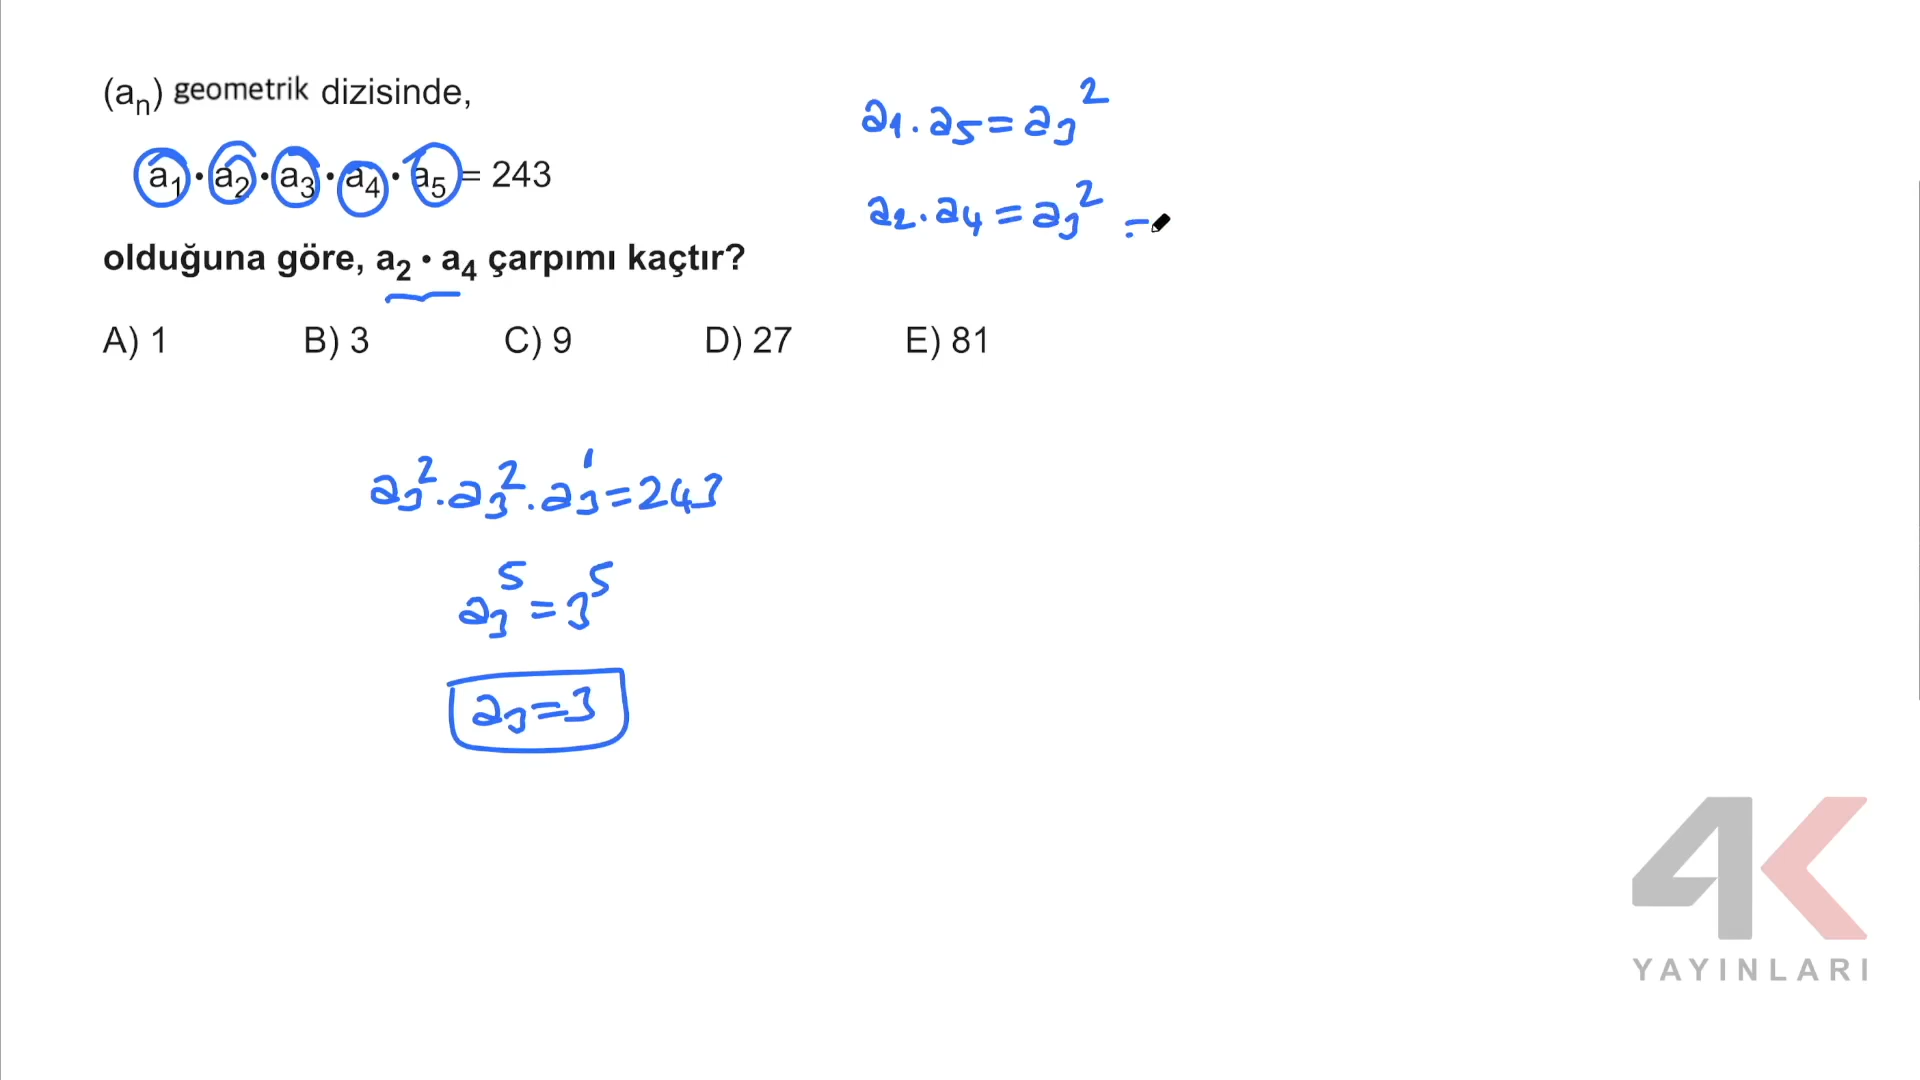 (aₙ) geometrik dizisinde,
a₁ · a₂ · a₃ · a₄ · a₅ = 243
olduğuna göre, a₂ · a₄ çarpımı kaçtır?
A) 1 B) 3 C) 9 D) 27 E) 81
a₁ . a₅ = a₃²
a₂ . a₄ = a₃² =
a₃² . a₃² . a₃¹ = 243
a₃⁵ = 3⁵
a₃ = 3
4K
YAYINLARI